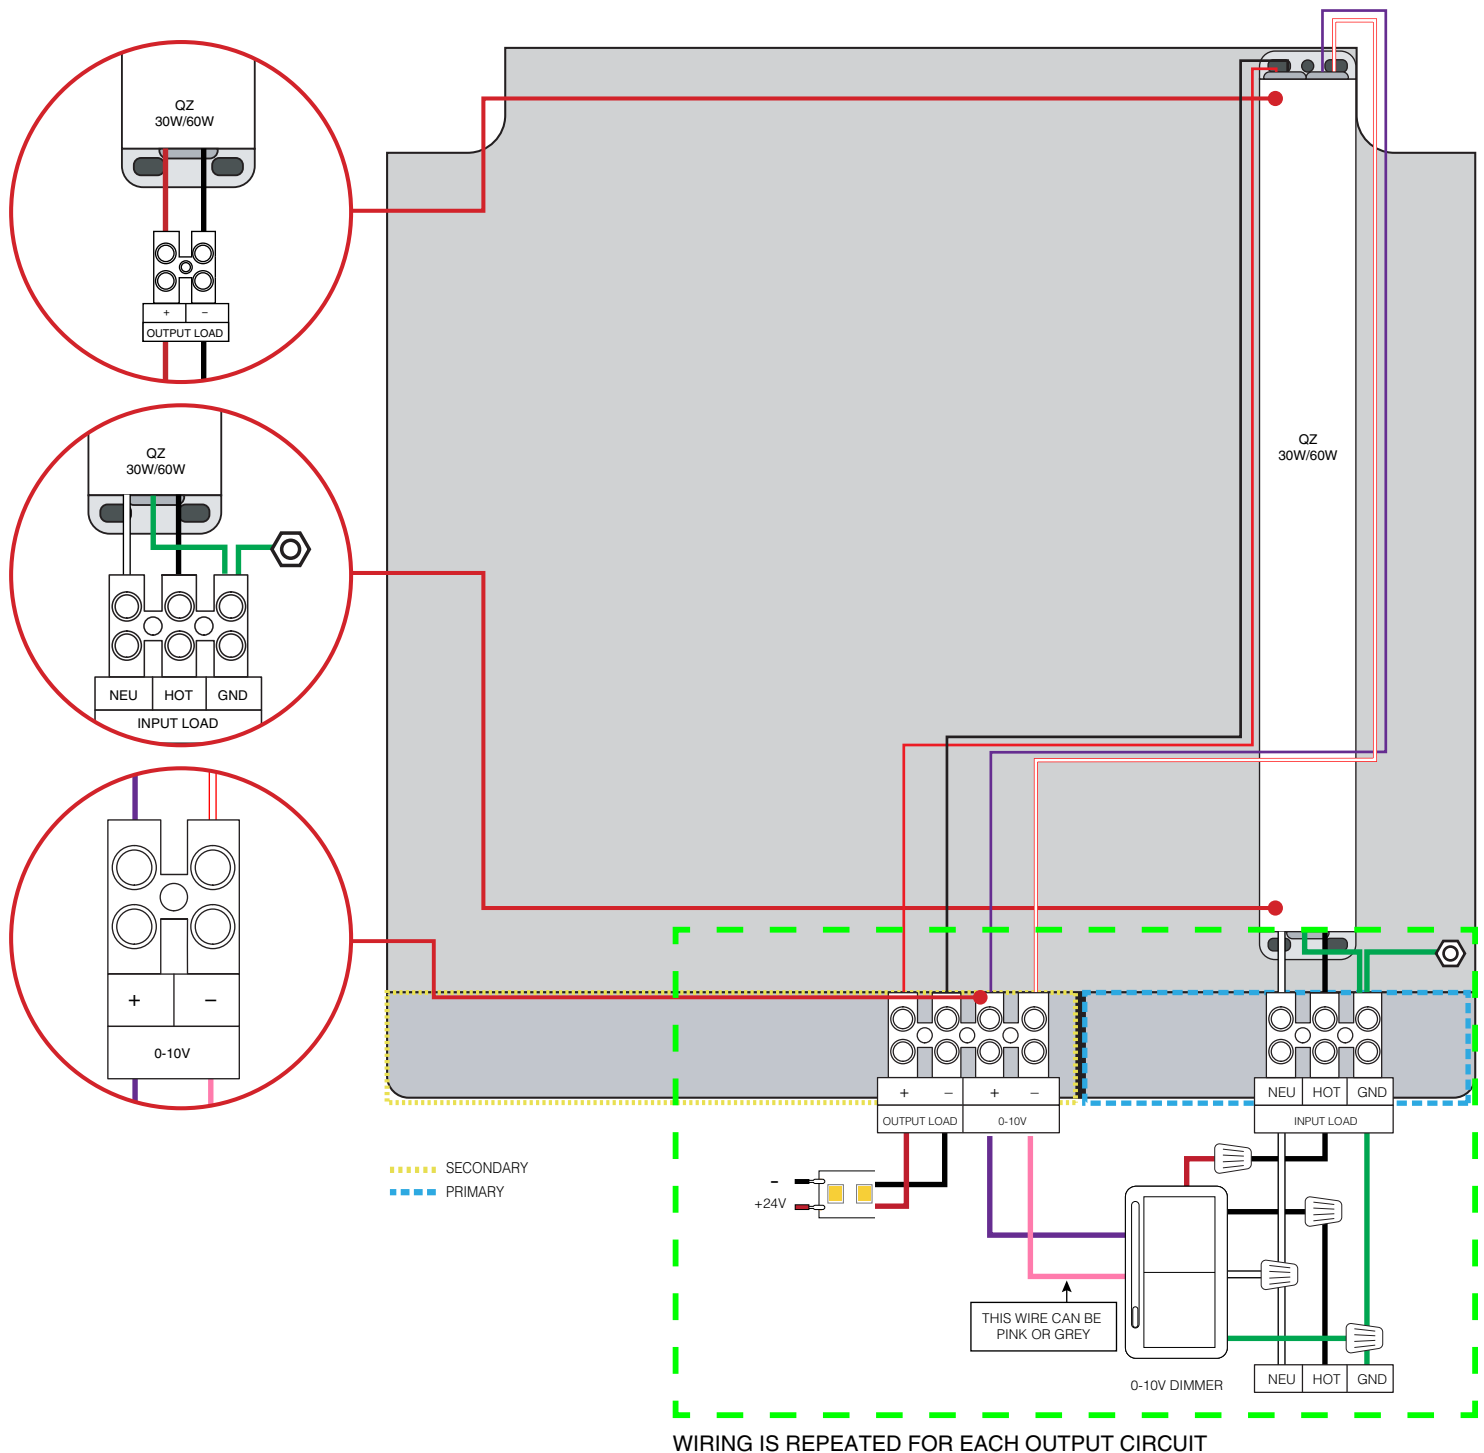 QZ
30W/60W
+ −
OUTPUT LOAD
QZ
30W/60W
NEU HOT GND
INPUT LOAD
+ −
0-10V
QZ
30W/60W
+ − + −
OUTPUT LOAD 0-10V
NEU HOT GND
INPUT LOAD
SECONDARY
PRIMARY
−
+24V
THIS WIRE CAN BE
PINK OR GREY
0-10V DIMMER
NEU HOT GND
WIRING IS REPEATED FOR EACH OUTPUT CIRCUIT